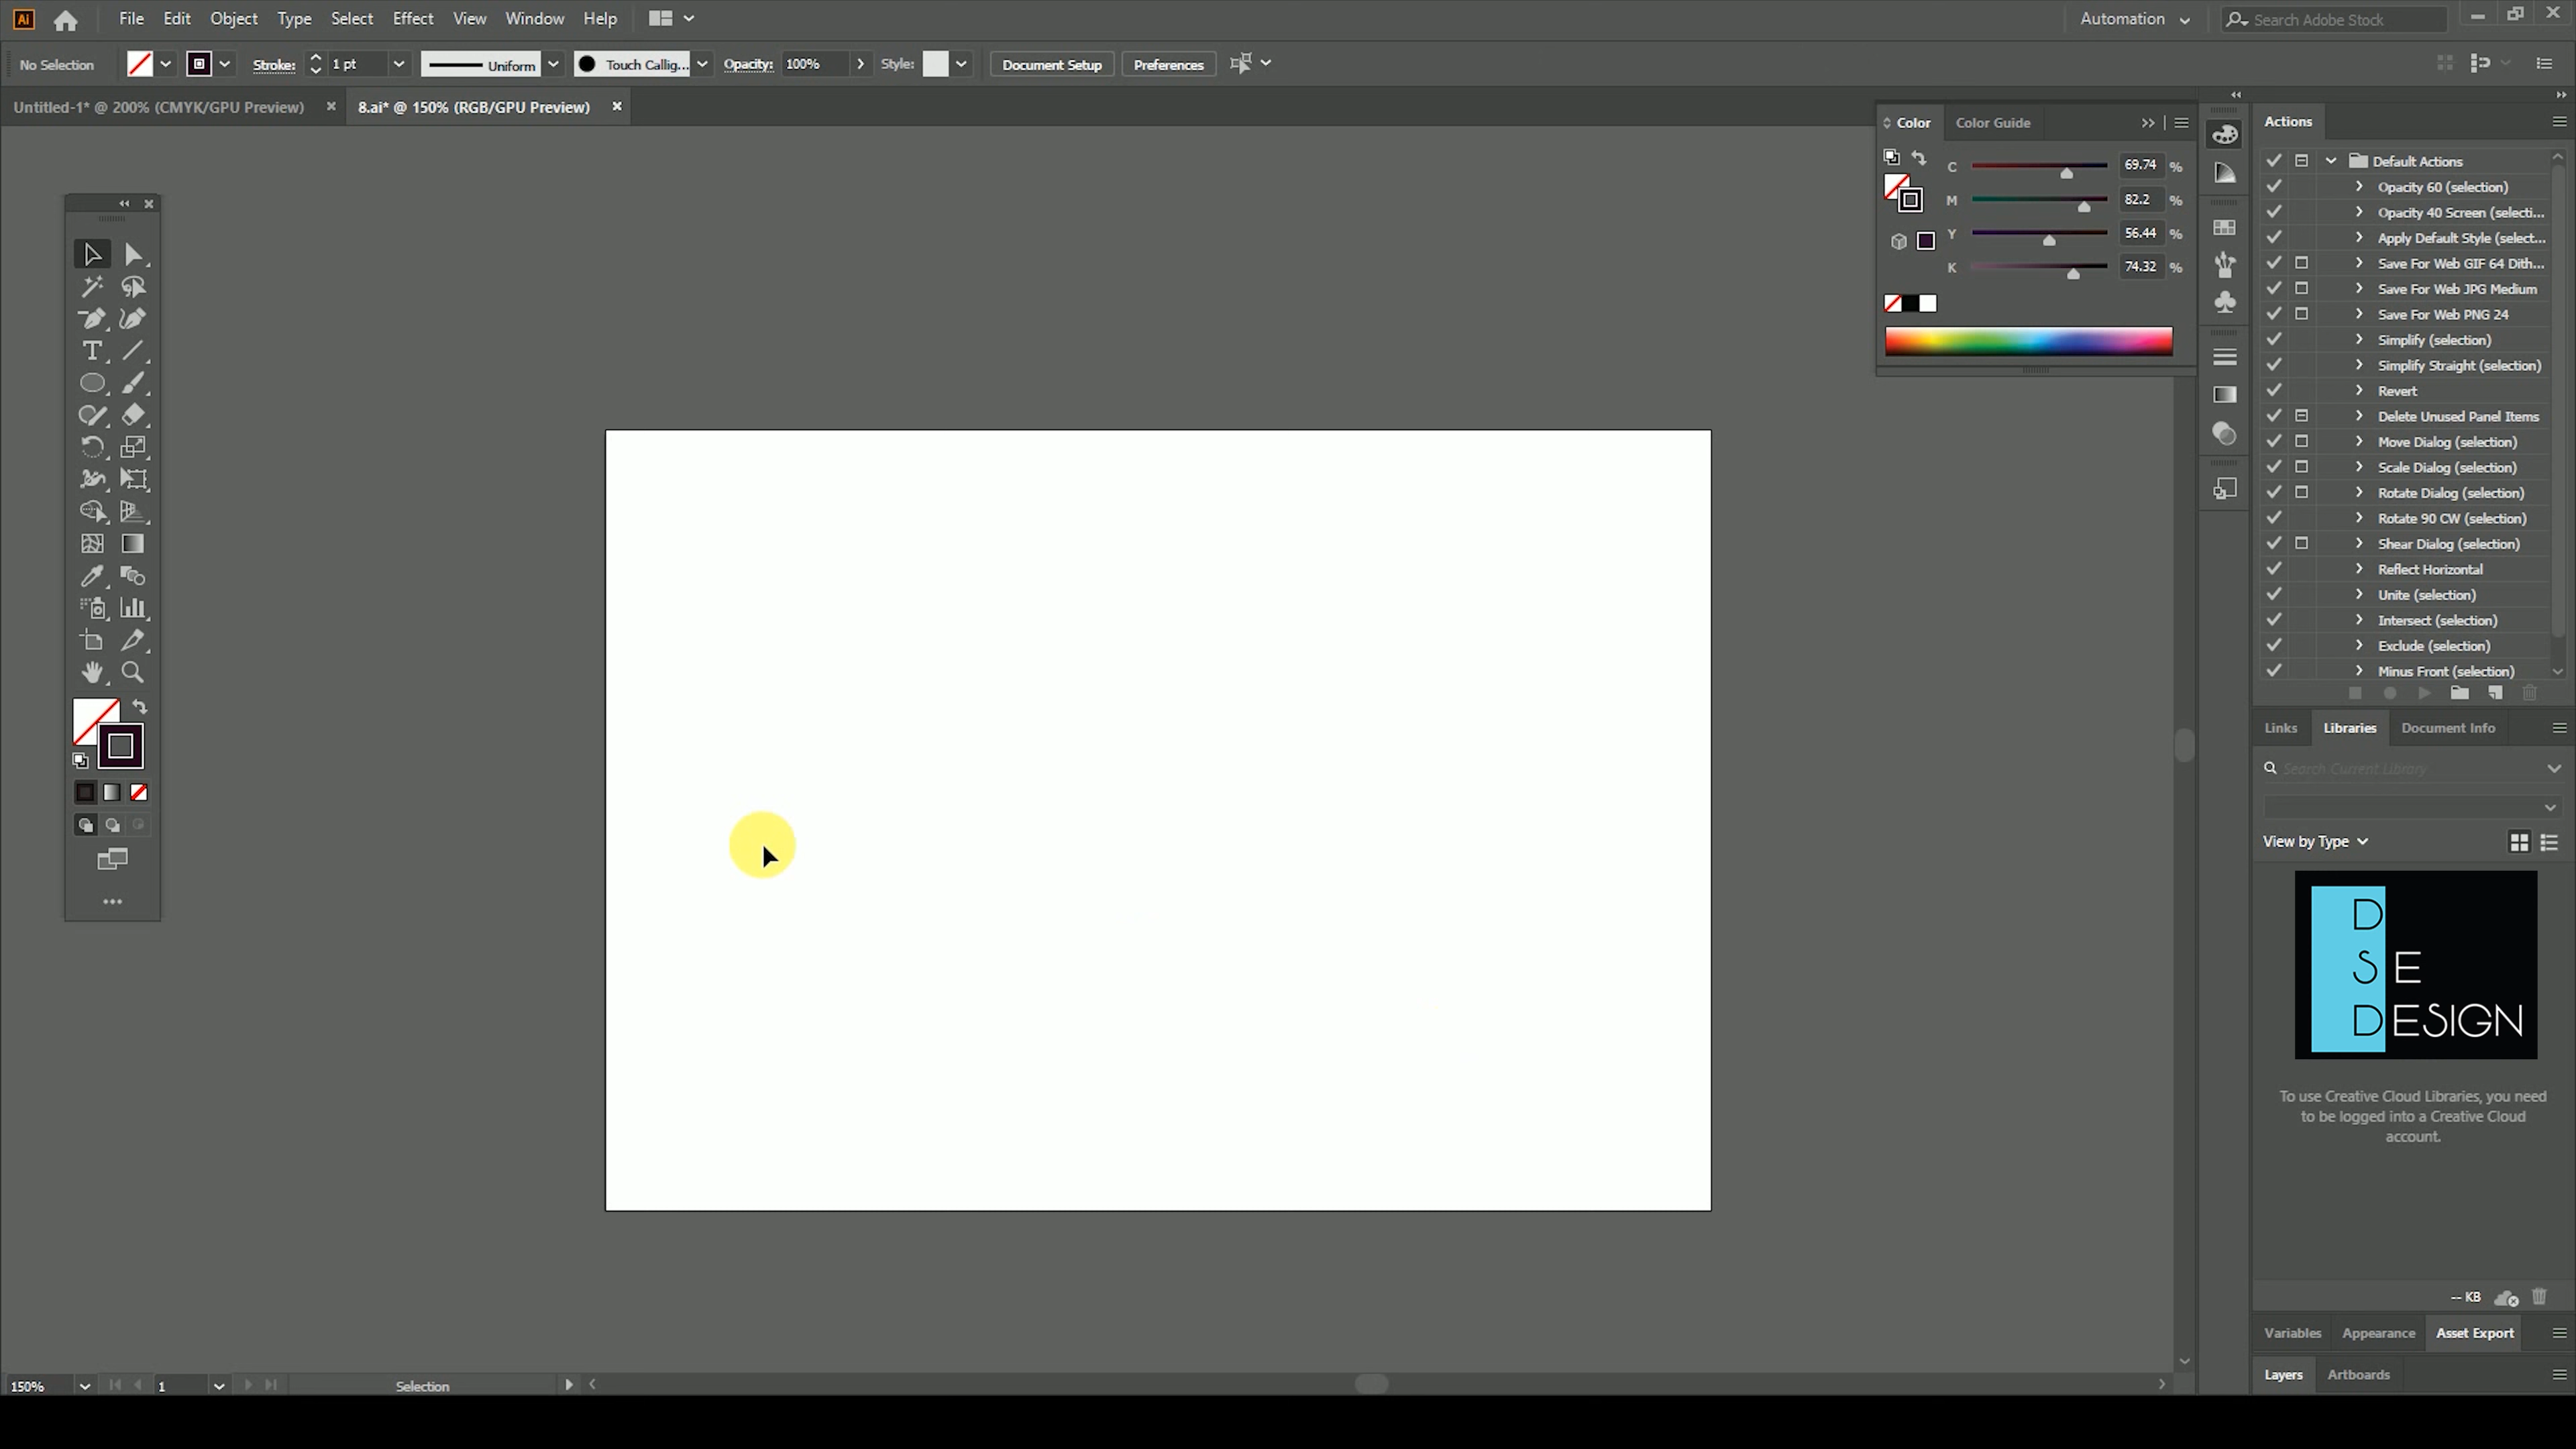 Ai File Edit Object Type Select Effect View Window Help Automation Search Adobe Stock
No Selection Stroke: 1 pt Uniform Touch Callig... Opacity: 100% Style: Document Setup Preferences
Untitled-1* @ 200% (CMYK/GPU Preview) 8.ai* @ 150% (RGB/GPU Preview)
Color Color Guide
C 69.74 %
M 82.2 %
Y 56.44 %
K 74.32 %
Actions
Default Actions
Opacity 60 (selection)
Opacity 40 Screen (selecti...
Apply Default Style (select...
Save For Web GIF 64 Dith...
Save For Web JPG Medium
Save For Web PNG 24
Simplify (selection)
Simplify Straight (selection)
Revert
Delete Unused Panel Items
Move Dialog (selection)
Scale Dialog (selection)
Rotate Dialog (selection)
Rotate 90 CW (selection)
Shear Dialog (selection)
Reflect Horizontal
Unite (selection)
Intersect (selection)
Exclude (selection)
Minus Front (selection)
Links Libraries Document Info
Search Current Library
View by Type
D
S E
DESIGN
To use Creative Cloud Libraries, you need
to be logged into a Creative Cloud
account.
-- KB
Variables Appearance Asset Export
Layers Artboards
150% 1 Selection